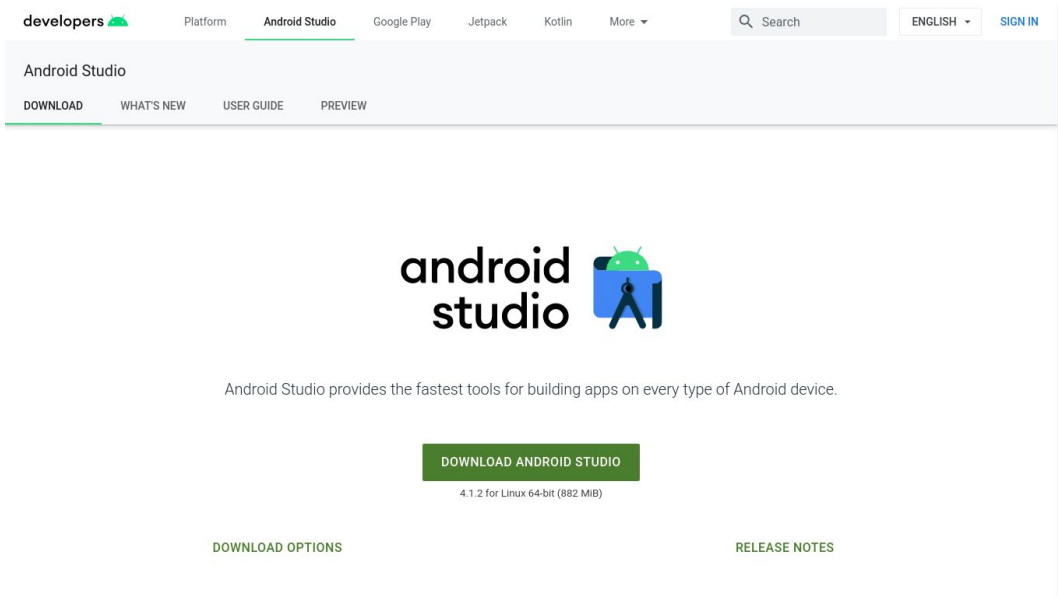 developers
Platform
Android Studio
Google Play
Jetpack
Kotlin
More
Search
ENGLISH
SIGN IN
Android Studio
DOWNLOAD
WHAT'S NEW
USER GUIDE
PREVIEW
android
studio
Android Studio provides the fastest tools for building apps on every type of Android device.
DOWNLOAD ANDROID STUDIO
4.1.2 for Linux 64-bit (882 MiB)
DOWNLOAD OPTIONS
RELEASE NOTES